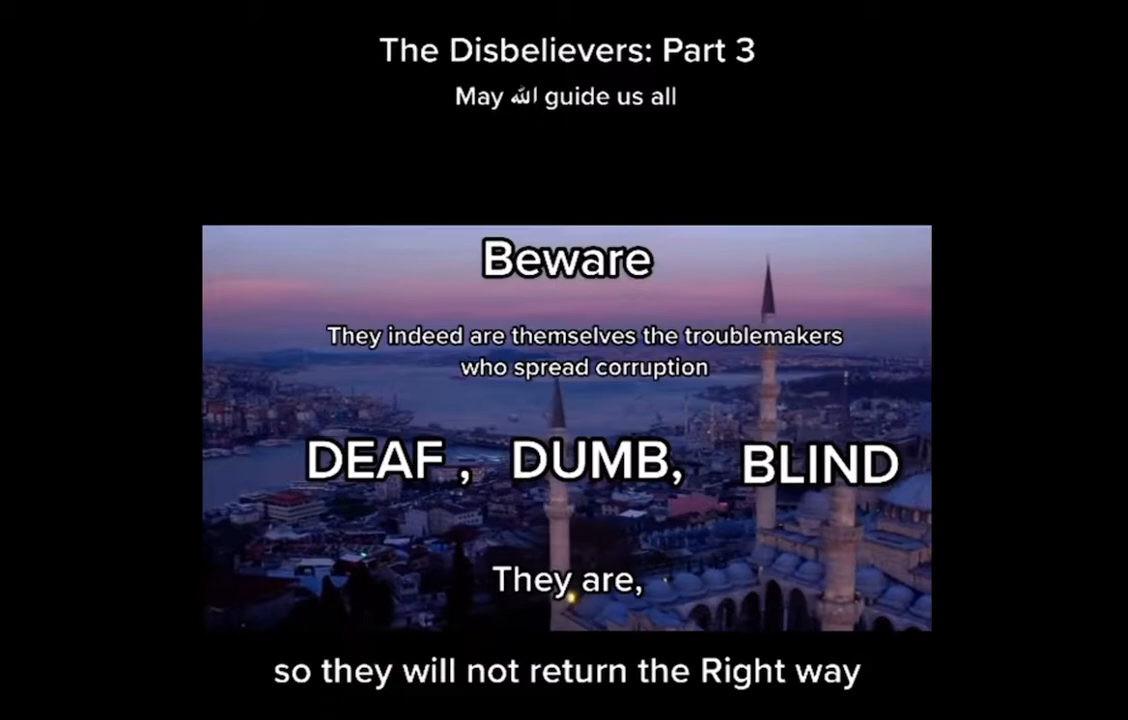 The Disbelievers: Part 3
May الله guide us all
Beware
They indeed are themselves the troublemakers
who spread corruption
DEAF , DUMB, BLIND
They are,
so they will not return the Right way